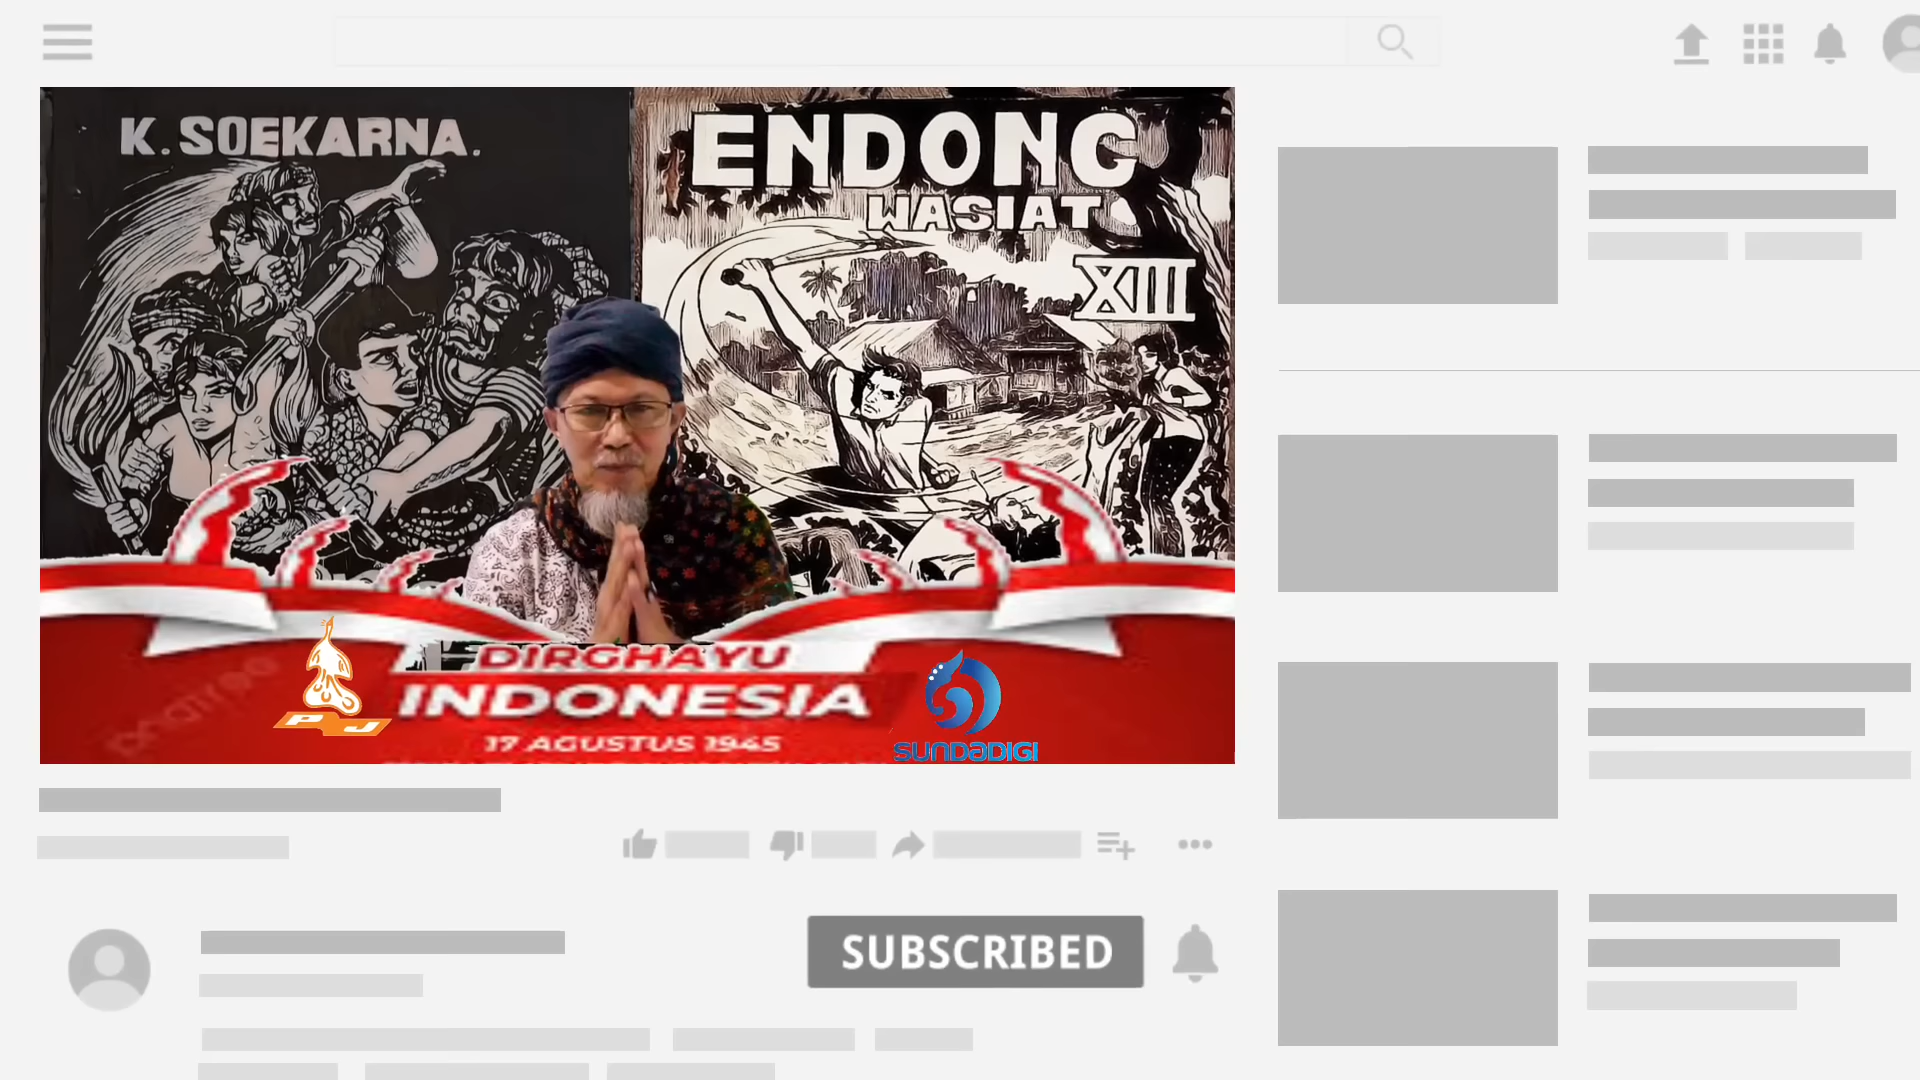 K. SOEKARNA.
ENDONG
WASIAT
XIII
DIRGHAYU
INDONESIA
17 AGUSTUS 1945
PJ
SUNDADIGI
SUBSCRIBED